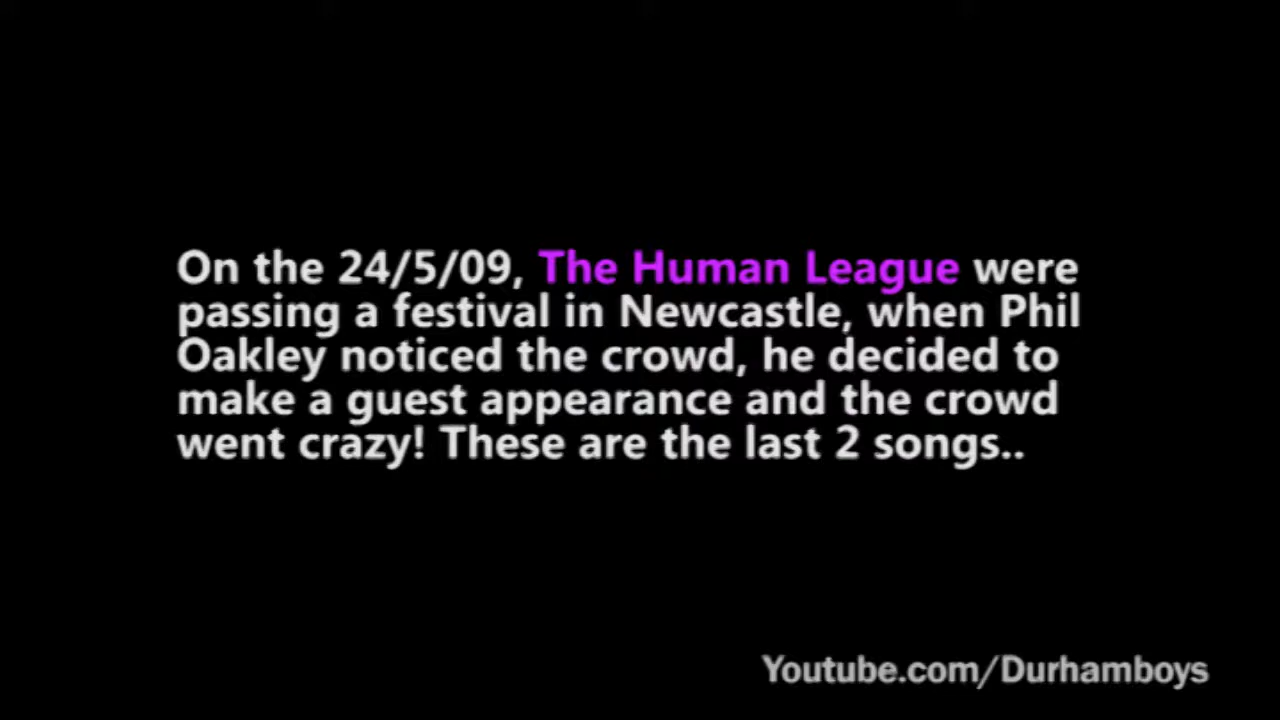 On the 24/5/09, The Human League were
passing a festival in Newcastle, when Phil
Oakley noticed the crowd, he decided to
make a guest appearance and the crowd
went crazy! These are the last 2 songs..
Youtube.com/Durhamboys